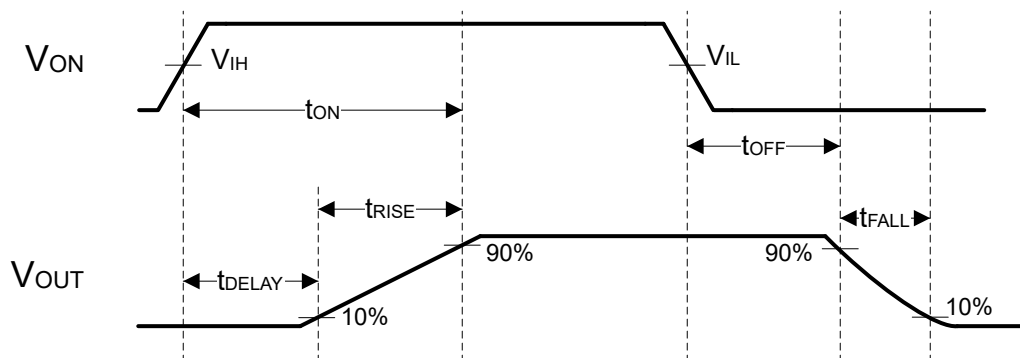 VON
VIH
VIL
tON
tOFF
tRISE
tFALL
VOUT
90%
90%
tDELAY
10%
10%